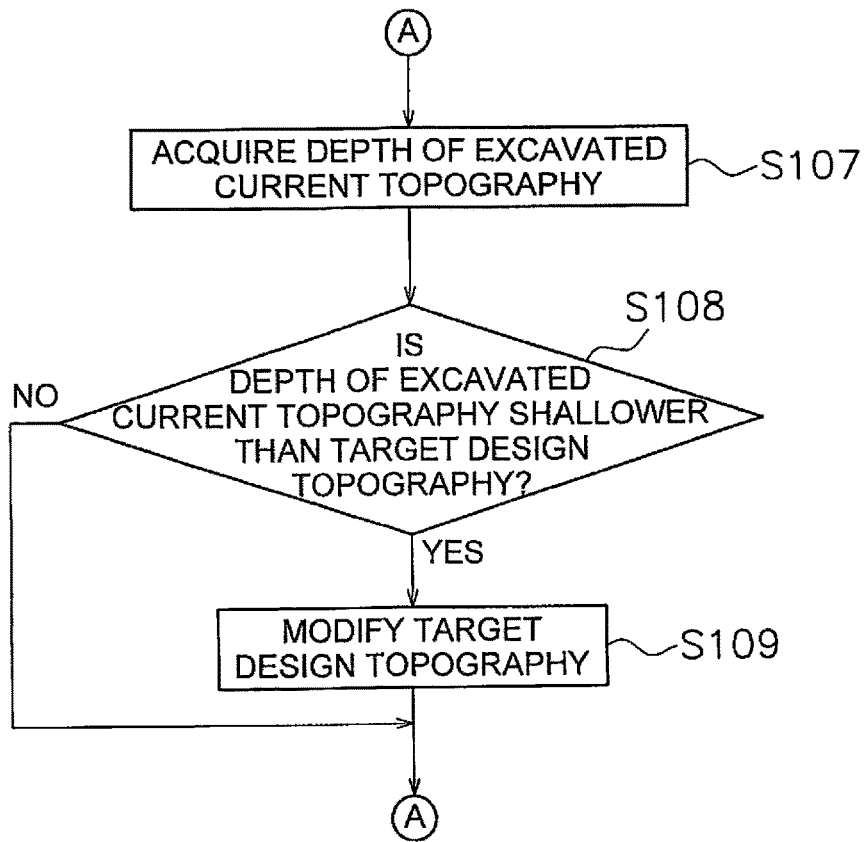 A
ACQUIRE DEPTH OF EXCAVATED
CURRENT TOPOGRAPHY
S107
S108
IS
DEPTH OF EXCAVATED
CURRENT TOPOGRAPHY SHALLOWER
THAN TARGET DESIGN
TOPOGRAPHY?
NO
YES
MODIFY TARGET
DESIGN TOPOGRAPHY
S109
A